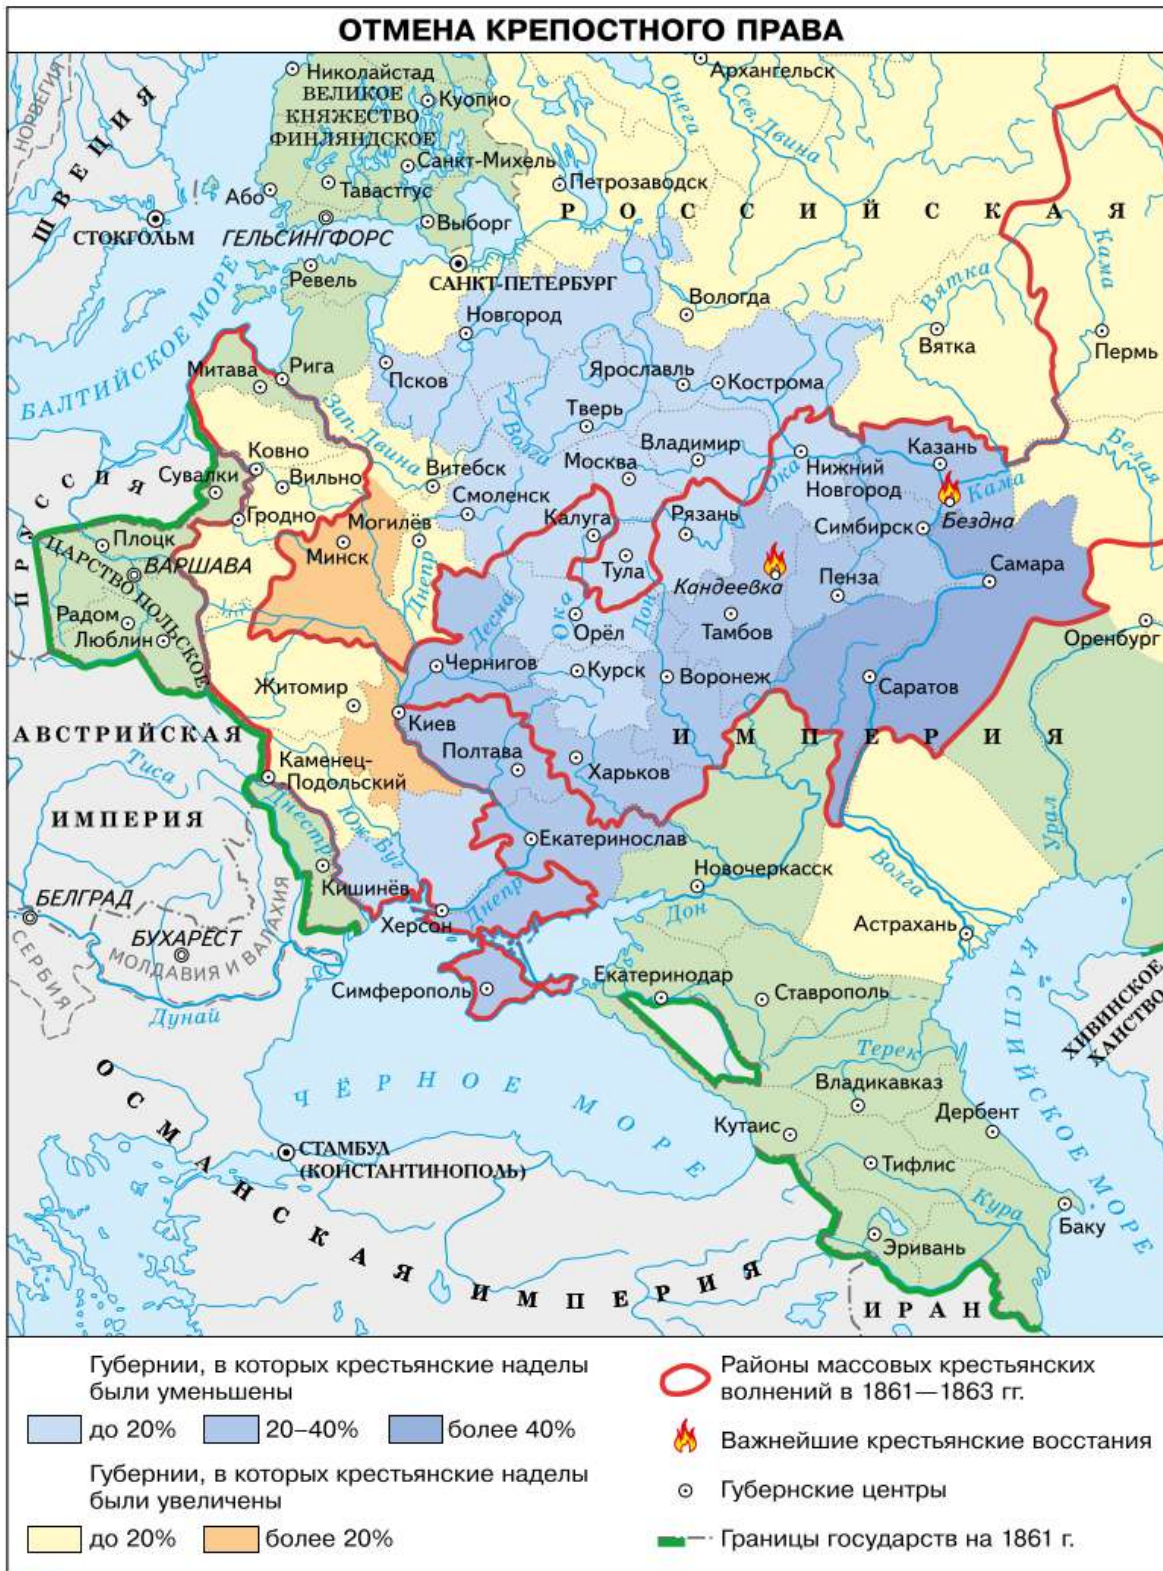 ОТМЕНА КРЕПОСТНОГО ПРАВА
НОРВЕГИЯ
ШВЕЦИЯ
Николайстад
ВЕЛИКОЕ
КНЯЖЕСТВО
ФИНЛЯНДСКОЕ
Куопио
Санкт-Михель
Або
Тавастгус
Выборг
СТОКГОЛЬМ
ГЕЛЬСИНГФОРС
Архангельск
Онега
Сев. Двина
Петрозаводск
РОССИЙСКАЯ
Кама
Ревель
САНКТ-ПЕТЕРБУРГ
Новгород
Вологда
Вятка
Вятка
Пермь
БАЛТИЙСКОЕ МОРЕ
Митава
Рига
Псков
Ярославль
Кострома
Тверь
Зап. Двина
Волга
Владимир
Казань
Белая
Ковно
Вильно
Витебск
Москва
Ока
Нижний
Новгород
Кама
ПРУССИЯ
Сувалки
Смоленск
Гродно
Могилёв
Калуга
Рязань
Симбирск
Бездна
Плоцк
ЦАРСТВО ПОЛЬСКОЕ
ВАРШАВА
Минск
Днепр
Тула
Кандеевка
Пенза
Самара
Радом
Люблин
Десна
Ока
Дон
Орёл
Тамбов
Оренбург
Чернигов
Курск
Воронеж
Саратов
Житомир
Киев
ИМПЕРИЯ
АВСТРИЙСКАЯ
ИМПЕРИЯ
Тиса
Каменец-
Подольский
Полтава
Харьков
Днестр
Юж. Буг
Екатеринослав
Урал
Новочеркасск
Волга
БЕЛГРАД
Кишинёв
Днепр
Херсон
Дон
Астрахань
СЕРБИЯ
БУХАРЕСТ
МОЛДАВИЯ И ВАЛАХИЯ
Дунай
Симферополь
Екатеринодар
Ставрополь
КАСПИЙСКОЕ МОРЕ
ХИВИНСКОЕ
ХАНСТВО
ЧЁРНОЕ МОРЕ
Терек
Владикавказ
Дербент
Кутаис
СТАМБУЛ
(КОНСТАНТИНОПОЛЬ)
Тифлис
Кура
Баку
Эривань
ОСМАНСКАЯ ИМПЕРИЯ
ИРАН
Губернии, в которых крестьянские наделы
были уменьшены
до 20%
20–40%
более 40%
Губернии, в которых крестьянские наделы
были увеличены
до 20%
более 20%
Районы массовых крестьянских
волнений в 1861—1863 гг.
Важнейшие крестьянские восстания
Губернские центры
Границы государств на 1861 г.